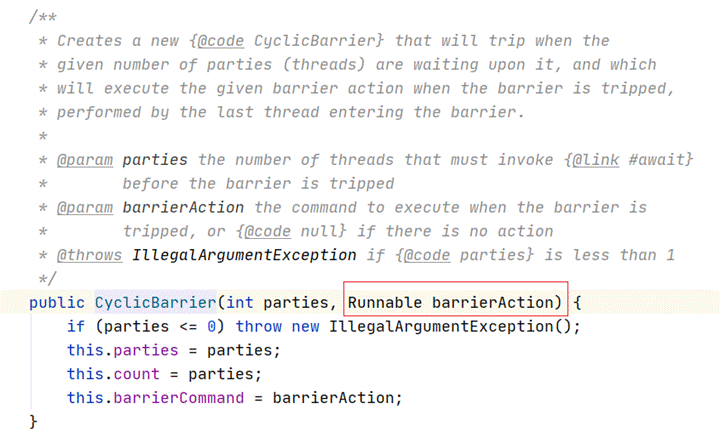 /**
 * Creates a new {@code CyclicBarrier} that will trip when the
 * given number of parties (threads) are waiting upon it, and which
 * will execute the given barrier action when the barrier is tripped,
 * performed by the last thread entering the barrier.
 *
 * @param parties the number of threads that must invoke {@link #await}
 *        before the barrier is tripped
 * @param barrierAction the command to execute when the barrier is
 *        tripped, or {@code null} if there is no action
 * @throws IllegalArgumentException if {@code parties} is less than 1
 */
public CyclicBarrier(int parties, Runnable barrierAction) {
    if (parties <= 0) throw new IllegalArgumentException();
    this.parties = parties;
    this.count = parties;
    this.barrierCommand = barrierAction;
}